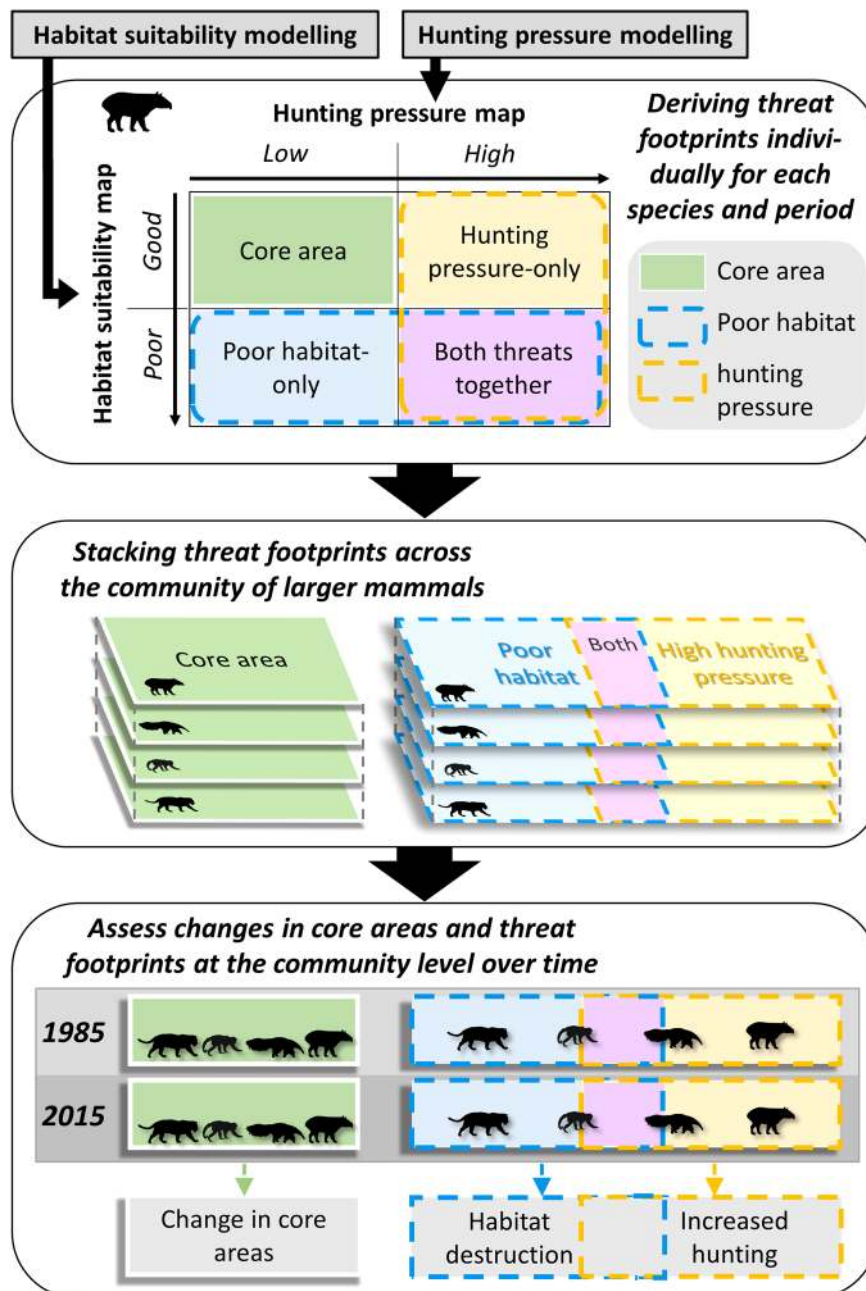 Habitat suitability modelling
Hunting pressure modelling
Hunting pressure map
Low
High
Habitat suitability map
Good
Poor
Core area
Hunting
pressure-only
Poor habitat-
only
Both threats
together
Deriving threat
footprints indivi-
dually for each
species and period
Core area
Poor habitat
hunting
pressure
Stacking threat footprints across
the community of larger mammals
Core area
Poor
habitat
Both
High hunting
pressure
Assess changes in core areas and threat
footprints at the community level over time
1985
2015
Change in core
areas
Habitat
destruction
Increased
hunting